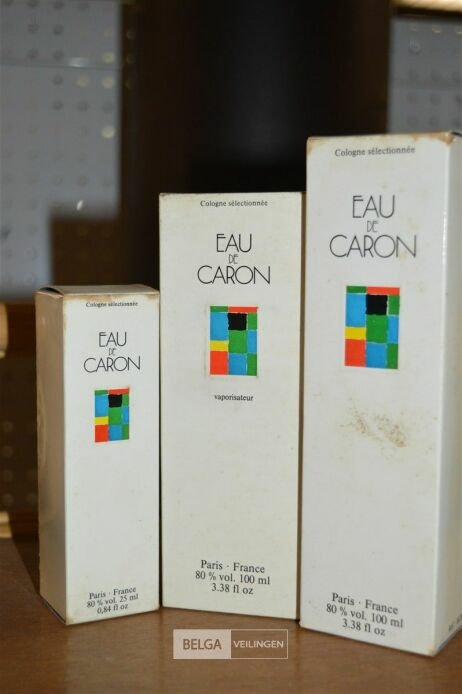 Cologne sélectionnée
EAU
DE
CARON
Paris · France
80 % vol. 25 ml
0,84 fl oz
Cologne sélectionnée
EAU
DE
CARON
vaporisateur
Paris · France
80 % vol. 100 ml
3.38 fl oz
Cologne sélectionnée
EAU
DE
CARON
Paris · France
80 % vol. 100 ml
3.38 fl oz
BELGA VEILINGEN